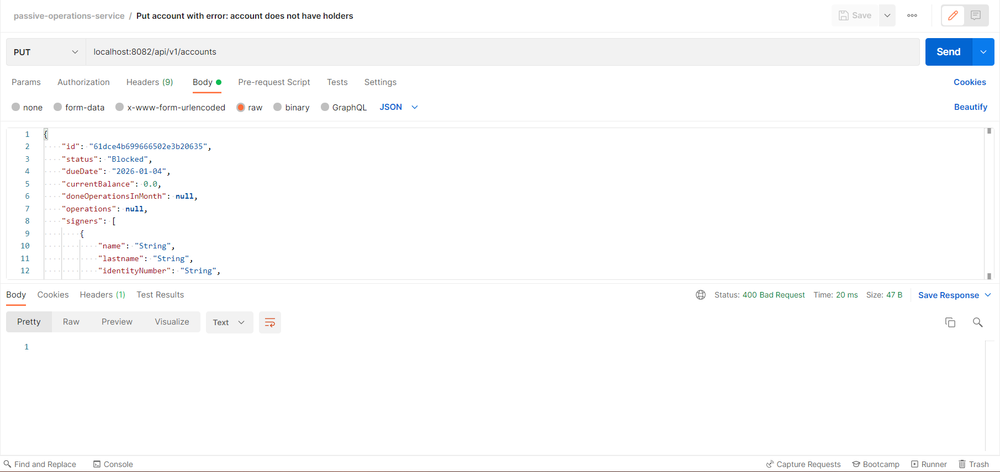 passive-operations-service / Put account with error: account does not have holders Save
PUT localhost:8082/api/v1/accounts Send
Params Authorization Headers (9) Body Pre-request Script Tests Settings Cookies
none form-data x-www-form-urlencoded raw binary GraphQL JSON Beautify
1 {
2 "id": "61dce4b699666502e3b20635",
3 "status": "Blocked",
4 "dueDate": "2026-01-04",
5 "currentBalance": 0.0,
6 "doneOperationsInMonth": null,
7 "operations": null,
8 "signers": [
9 {
10 "name": "String",
11 "lastname": "String",
12 "identityNumber": "String",
Body Cookies Headers (1) Test Results Status: 400 Bad Request Time: 20 ms Size: 47 B Save Response
Pretty Raw Preview Visualize Text
1
Find and Replace Console Capture Requests Bootcamp Runner Trash